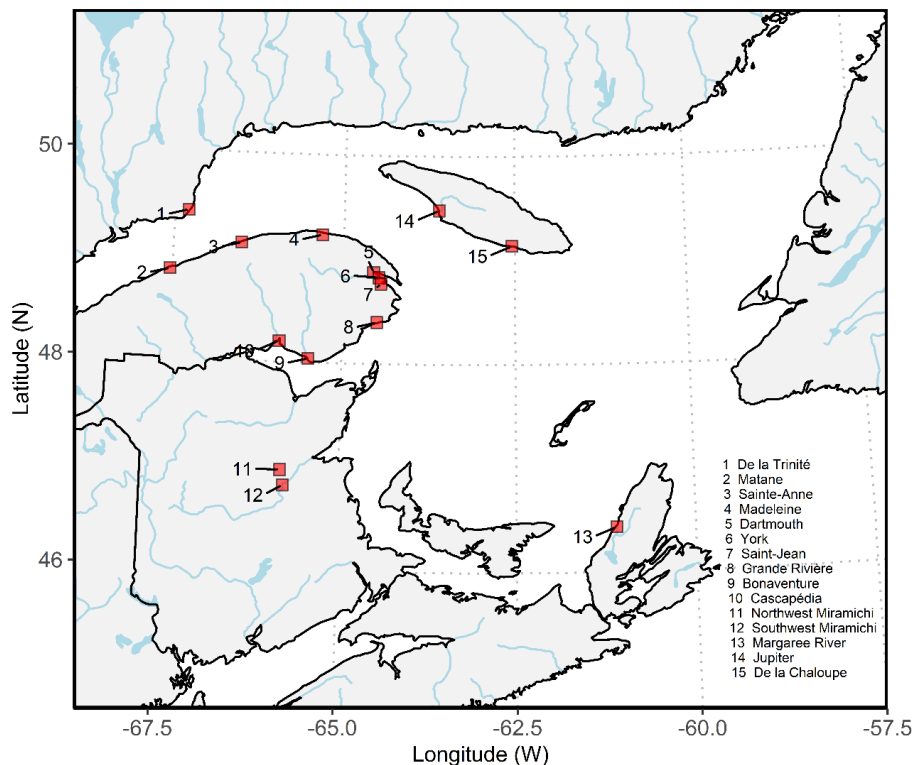 50
48
46
Latitude (N)
1
2
3
4
5
6
7
8
9
10
11
12
13
14
15
1 De la Trinité
2 Matane
3 Sainte-Anne
4 Madeleine
5 Dartmouth
6 York
7 Saint-Jean
8 Grande Rivière
9 Bonaventure
10 Cascapédia
11 Northwest Miramichi
12 Southwest Miramichi
13 Margaree River
14 Jupiter
15 De la Chaloupe
-67.5 -65.0 -62.5 -60.0 -57.5
Longitude (W)